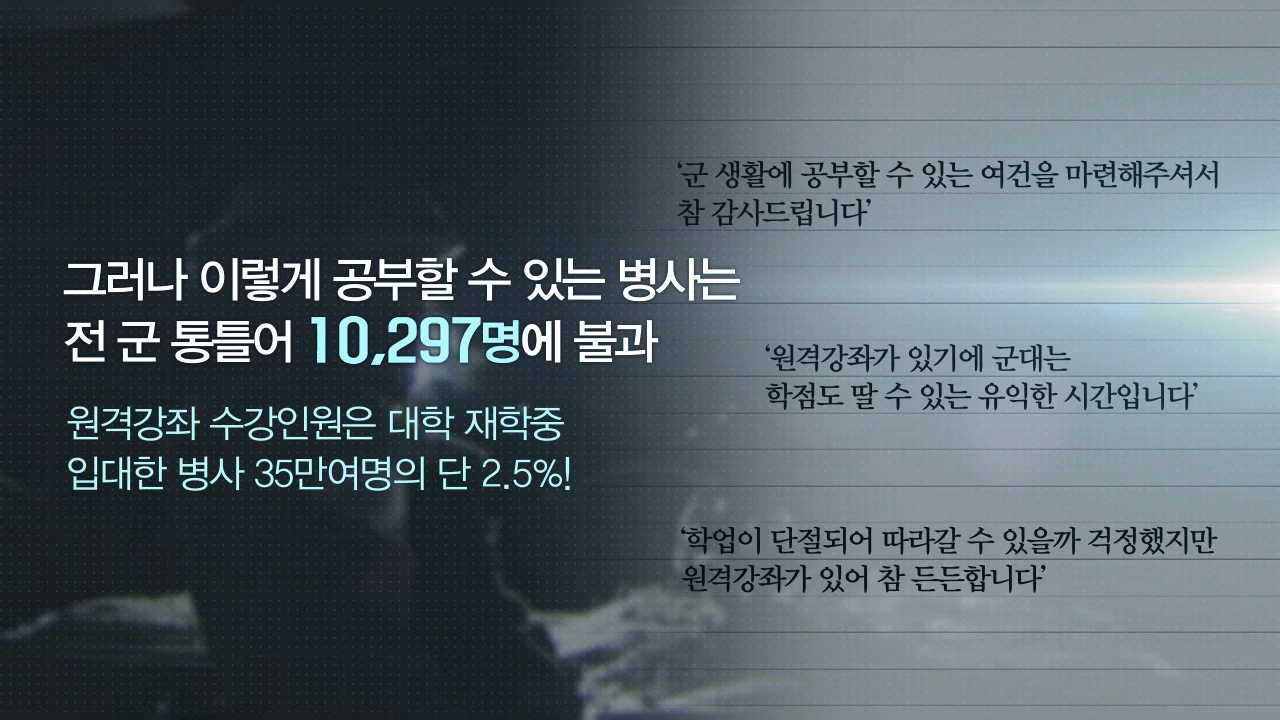 그러나 이렇게 공부할 수 있는 병사는
전 군 통틀어 10,297명에 불과
원격강좌 수강인원은 대학 재학중
입대한 병사 35만여명의 단 2.5%!
‘군 생활에 공부할 수 있는 여건을 마련해주셔서
참 감사드립니다’
‘원격강좌가 있기에 군대는
학점도 딸 수 있는 유익한 시간입니다’
‘학업이 단절되어 따라갈 수 있을까 걱정했지만
원격강좌가 있어 참 든든합니다’